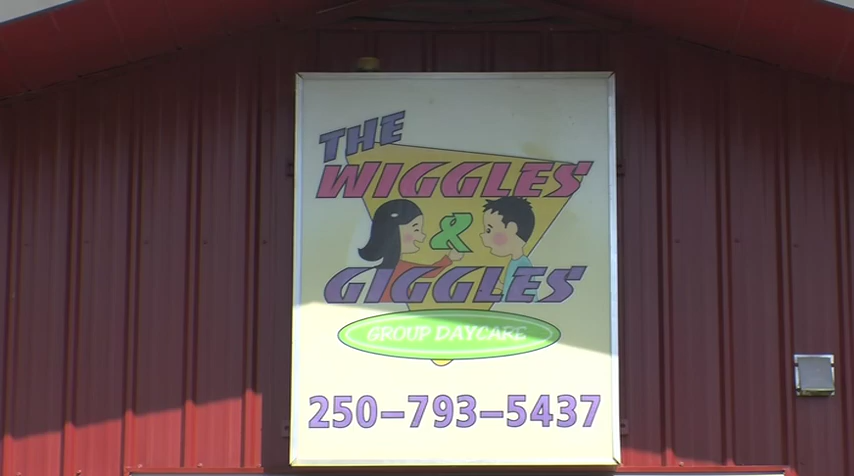 THE
WIGGLES
&
GIGGLES
GROUP DAYCARE
250-793-5437